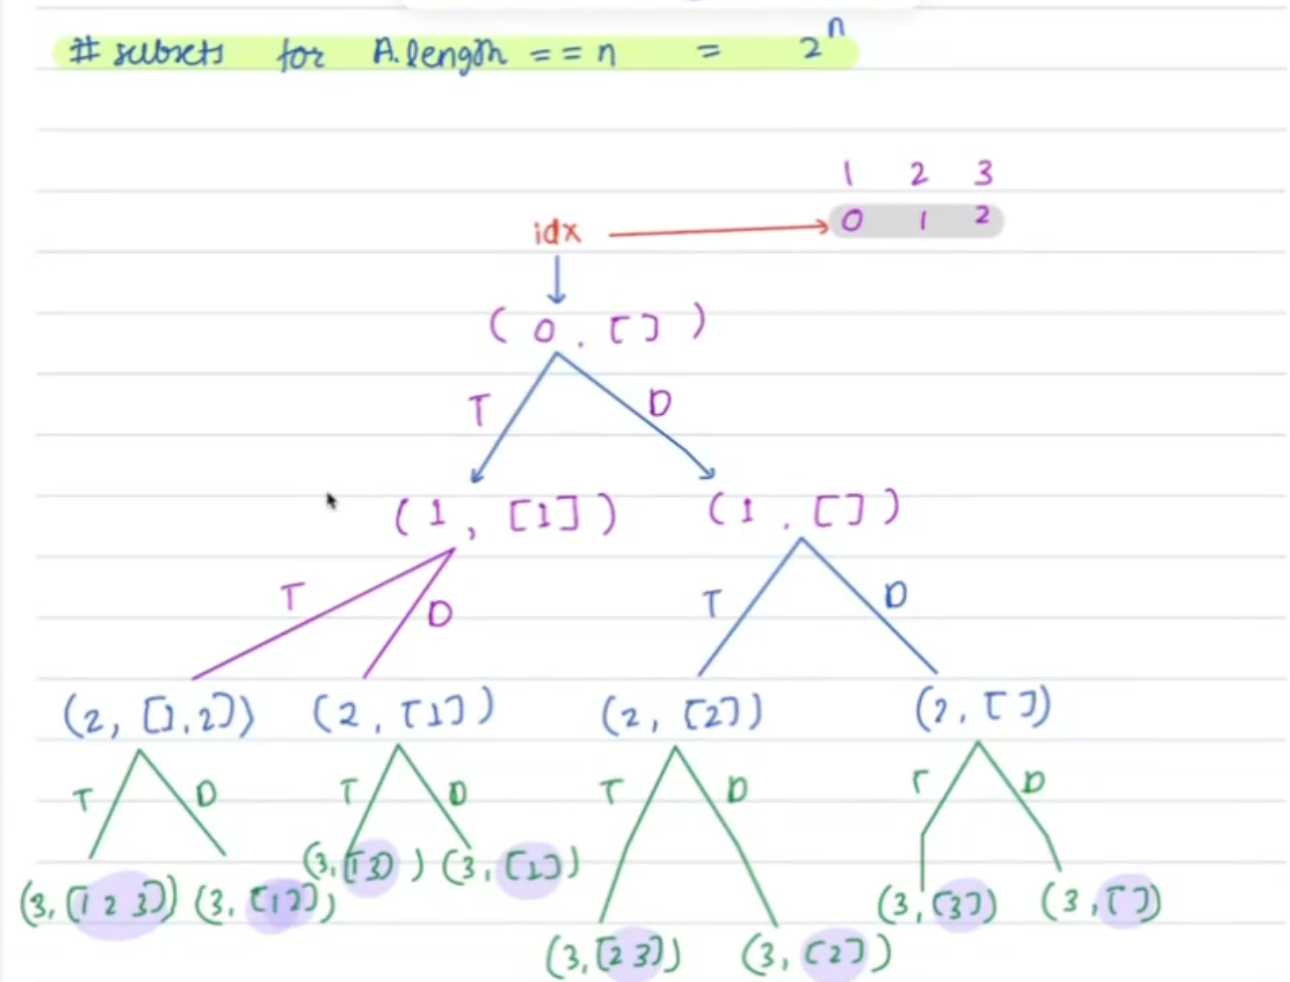 # subsets for A.length == n = 2^n
1 2 3
idx 0 1 2
( 0 , [] )
T D
( 1 , [1] ) ( 1 , [] )
T D T D
(2, [1,2]) (2, [1]) (2, [2]) (2, [])
T D T D T D T D
(3, [1 3]) (3, [1])
(3, [1 2 3]) (3, [12]) (3, [3]) (3, [])
(3, [2 3]) (3, [2])